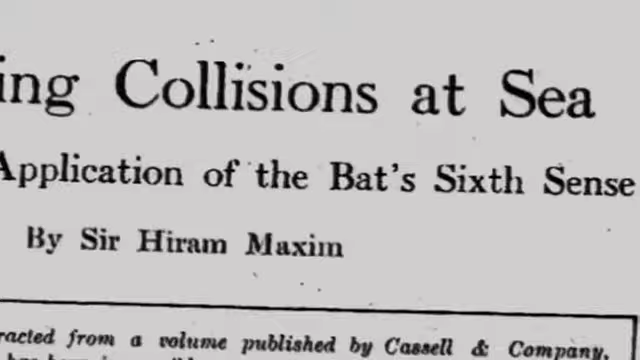 ing Collisions at Sea
Application of the Bat's Sixth Sense
By Sir Hiram Maxim
racted from a volume published by Cassell & Company,